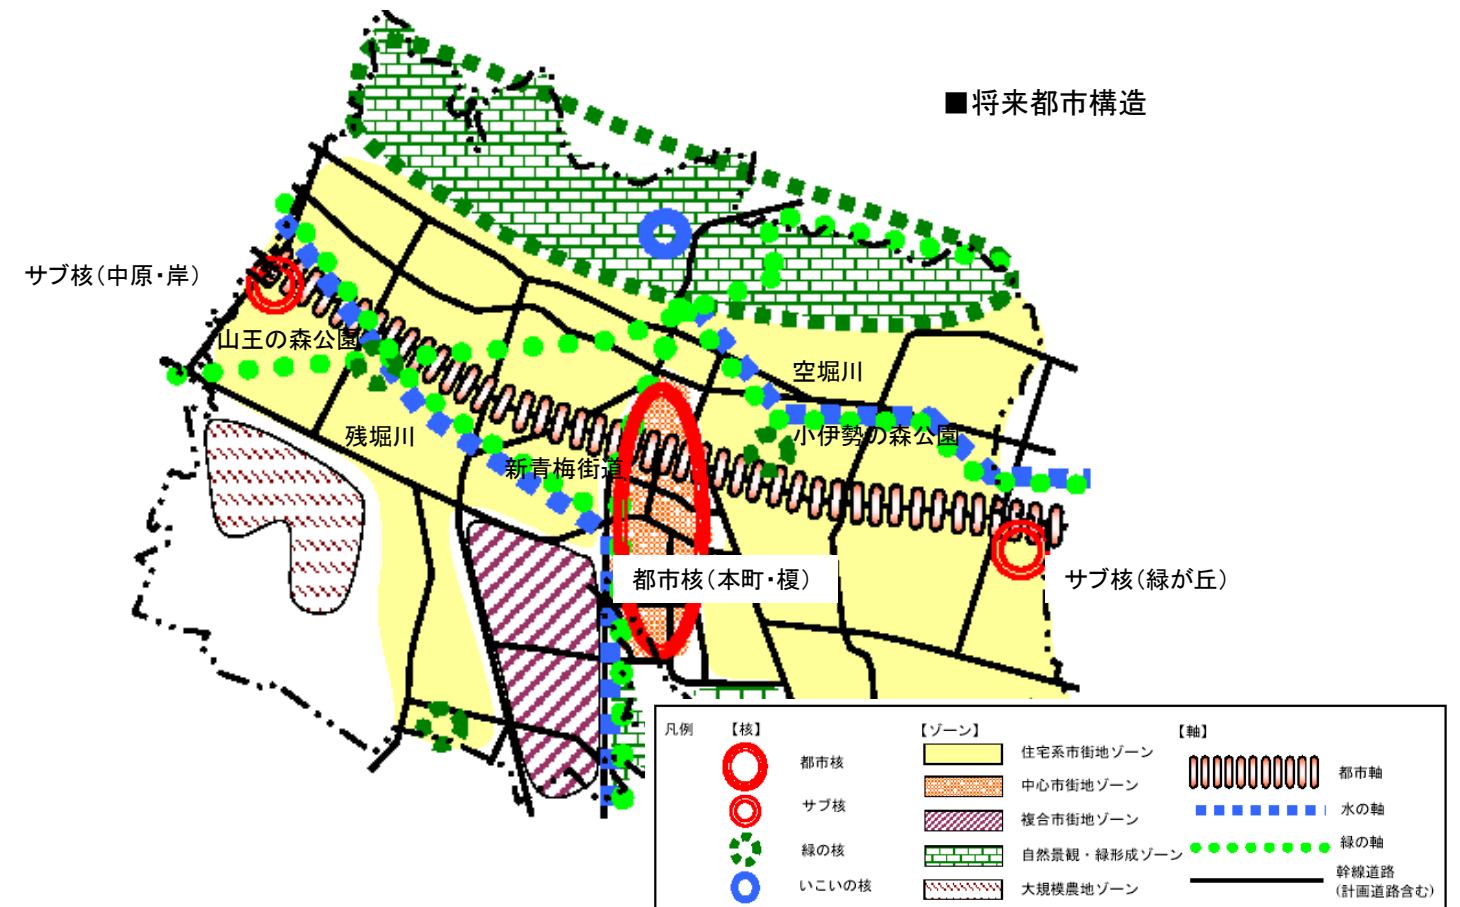 ■将来都市構造
サブ核(中原・岸)
山王の森公園
空堀川
残堀川
小伊勢の森公園
新青梅街道
都市核(本町・榎)
サブ核(緑が丘)
凡例
【核】
都市核
サブ核
緑の核
いこいの核
【ゾーン】
住宅系市街地ゾーン
中心市街地ゾーン
複合市街地ゾーン
自然景観・緑形成ゾーン
大規模農地ゾーン
【軸】
都市軸
水の軸
緑の軸
幹線道路
(計画道路含む)